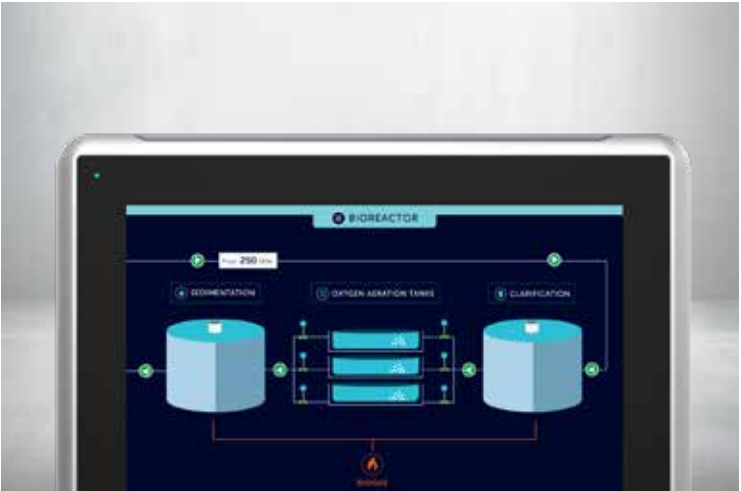 BIOREACTOR
250
SEDIMENTATION
OXYGEN AERATION TANKS
CLARIFICATION